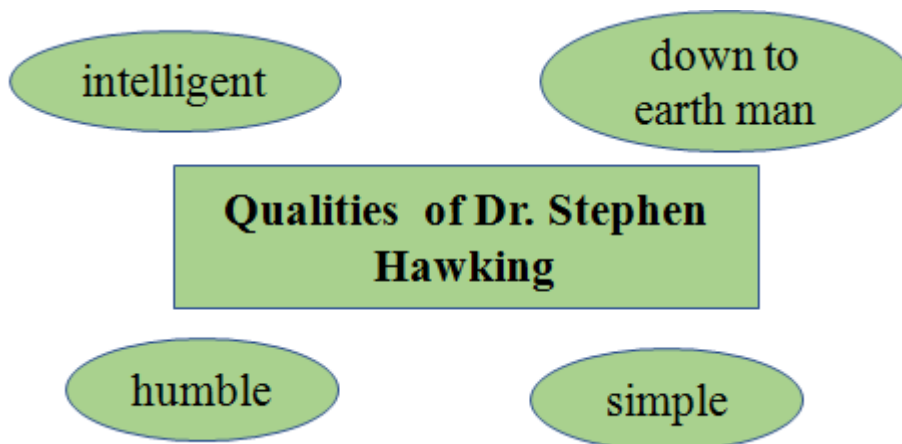 intelligent
down to
earth man
Qualities of Dr. Stephen
Hawking
humble
simple